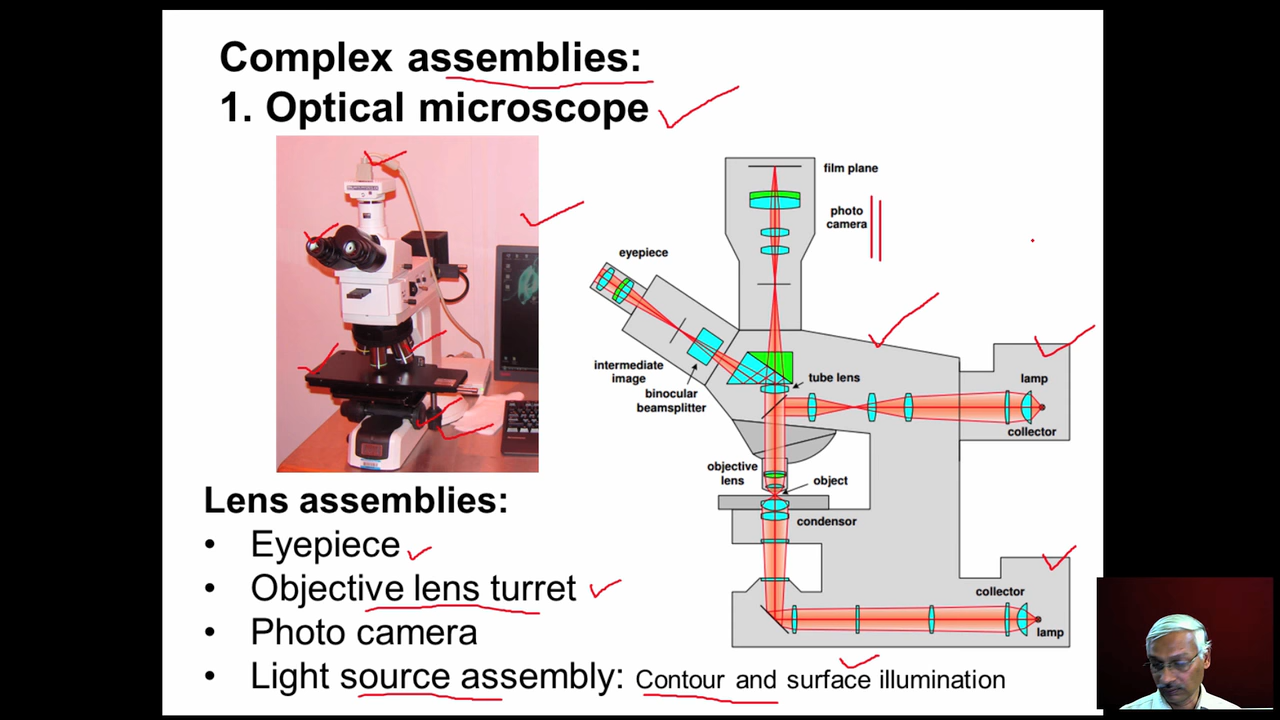 Complex assemblies:
1. Optical microscope
film plane
photo
camera
eyepiece
intermediate
image
binocular
beamsplitter
tube lens
lamp
collector
objective
lens
object
condensor
collector
lamp
Lens assemblies:
• Eyepiece
• Objective lens turret
• Photo camera
• Light source assembly: Contour and surface illumination